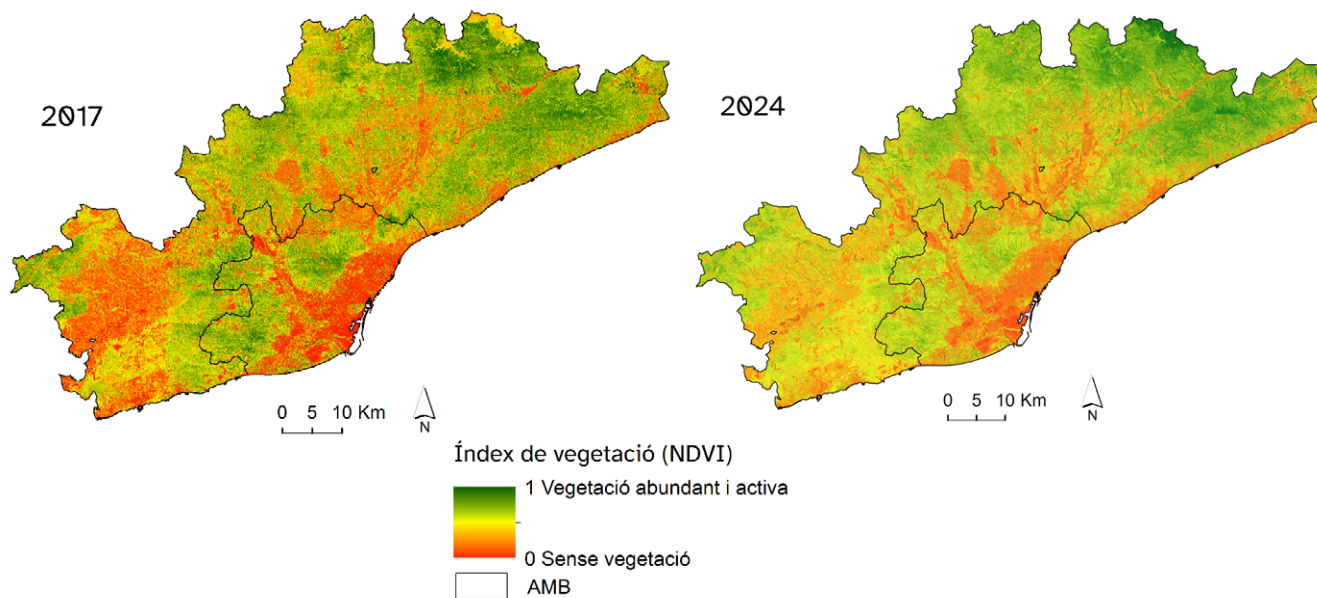 2017
2024
0 5 10 Km
N
0 5 10 Km
N
Índex de vegetació (NDVI)
1 Vegetació abundant i activa
0 Sense vegetació
AMB